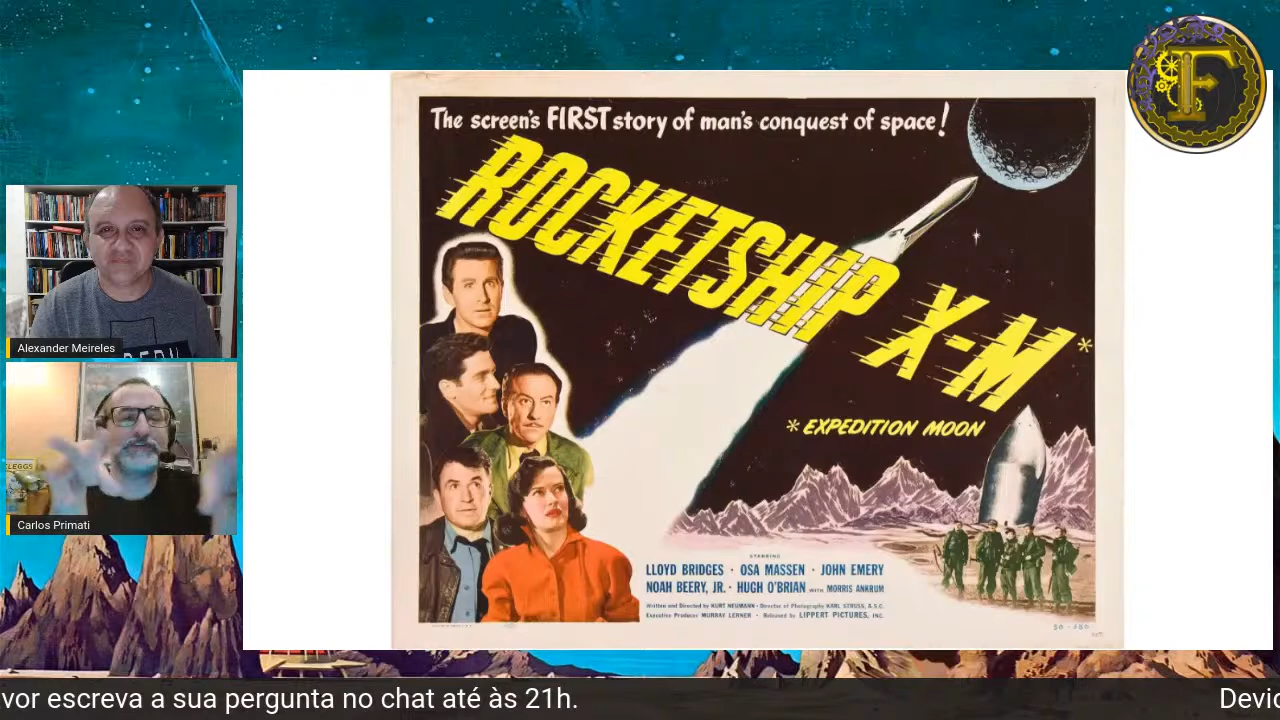 The screen's FIRST story of man's conquest of space!
ROCKETSHIP X-M*
*EXPEDITION MOON
STARRING
LLOYD BRIDGES · OSA MASSEN · JOHN EMERY
NOAH BEERY, JR. · HUGH O'BRIAN WITH MORRIS ANKRUM
Written and Directed by KURT NEUMANN · Director of Photography KARL STRUSS, A.S.C.
Executive Producer MURRAY LERNER · Released by LIPPERT PICTURES, INC.
F
Alexander Meireles
CLEGGS
Carlos Primati
vor escreva a sua pergunta no chat até às 21h.
Devid